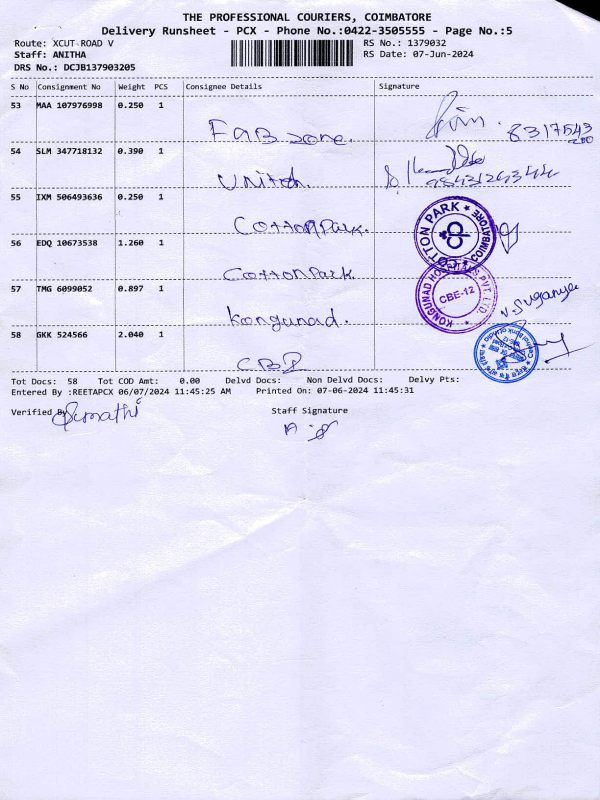 THE PROFESSIONAL COURIERS, COIMBATORE
Delivery Runsheet - PCX - Phone No.:0422-3505555 - Page No.:5
Route: XCUT ROAD V RS No.: 1379032
Staff: ANITHA RS Date: 07-Jun-2024
DRS No.: DCJB137903205
S No Consignment No Weight PCS Consignee Details Signature
53 MAA 107976998 0.250 1
Fab zone. 8317543
54 SLM 347718132 0.390 1
Unitch.
55 IXM 506493636 0.250 1
COTTON PARK * COIMBATORE *
Cottonpark.
56 EDQ 10673538 1.260 1
Cottonpark
KONGUNAD HOSPITALS PVT LTD
CBE-12
57 TMG 6099052 0.897 1
Kongunad. V. Suganya
58 GKK 524566 2.040 1
CBI
Tot Docs: 58 Tot COD Amt: 0.00 Delvd Docs: Non Delvd Docs: Delvy Pts:
Entered By :REETAPCX 06/07/2024 11:45:25 AM Printed On: 07-06-2024 11:45:31
Verified By Staff Signature